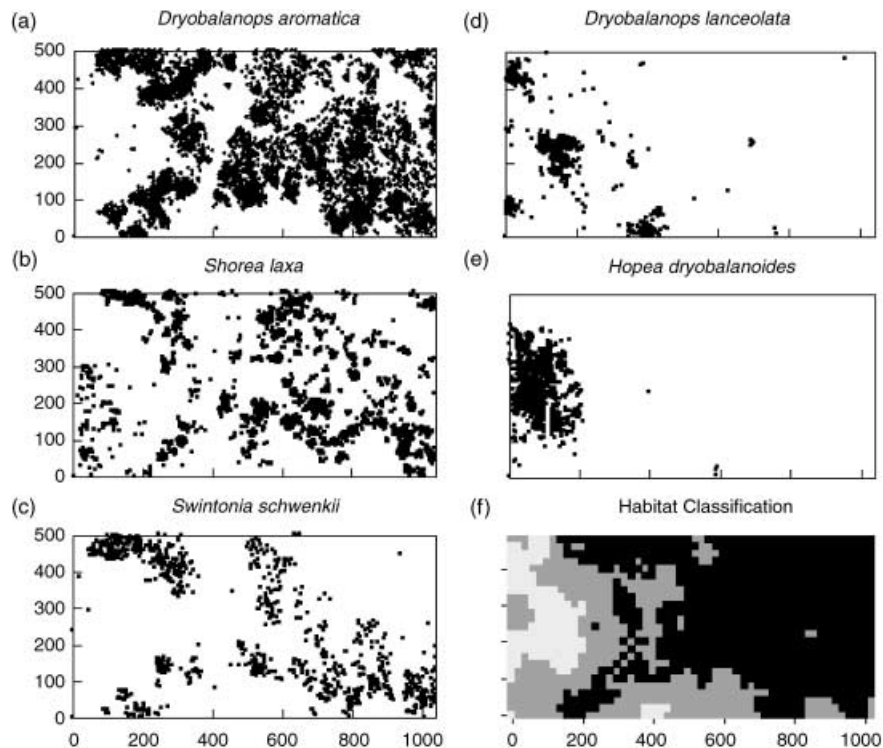 (a) Dryobalanops aromatica
500
400
300
200
100
0
(b) Shorea laxa
500
400
300
200
100
0
(c) Swintonia schwenkii
500
400
300
200
100
0
0 200 400 600 800 1000
(d) Dryobalanops lanceolata
(e) Hopea dryobalanoides
(f) Habitat Classification
0 200 400 600 800 1000